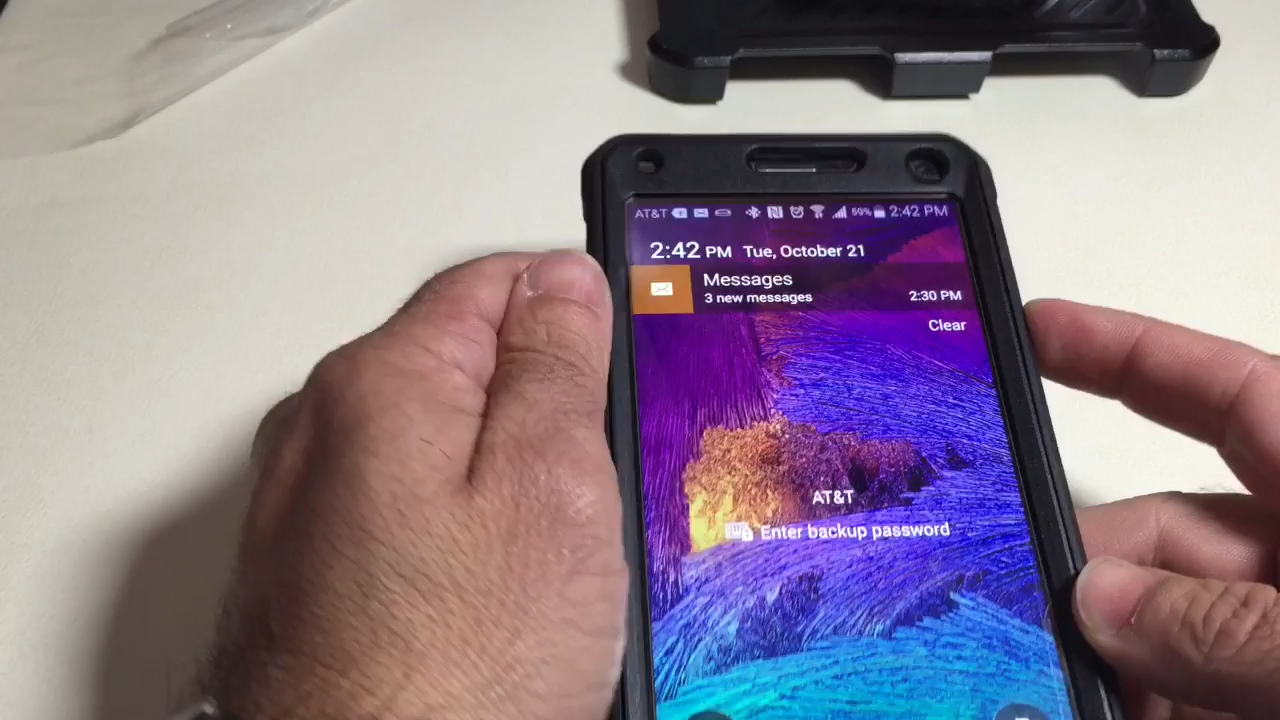 AT&T 50% 2:42 PM
2:42 PM Tue, October 21
Messages
3 new messages 2:30 PM
Clear
AT&T
Enter backup password